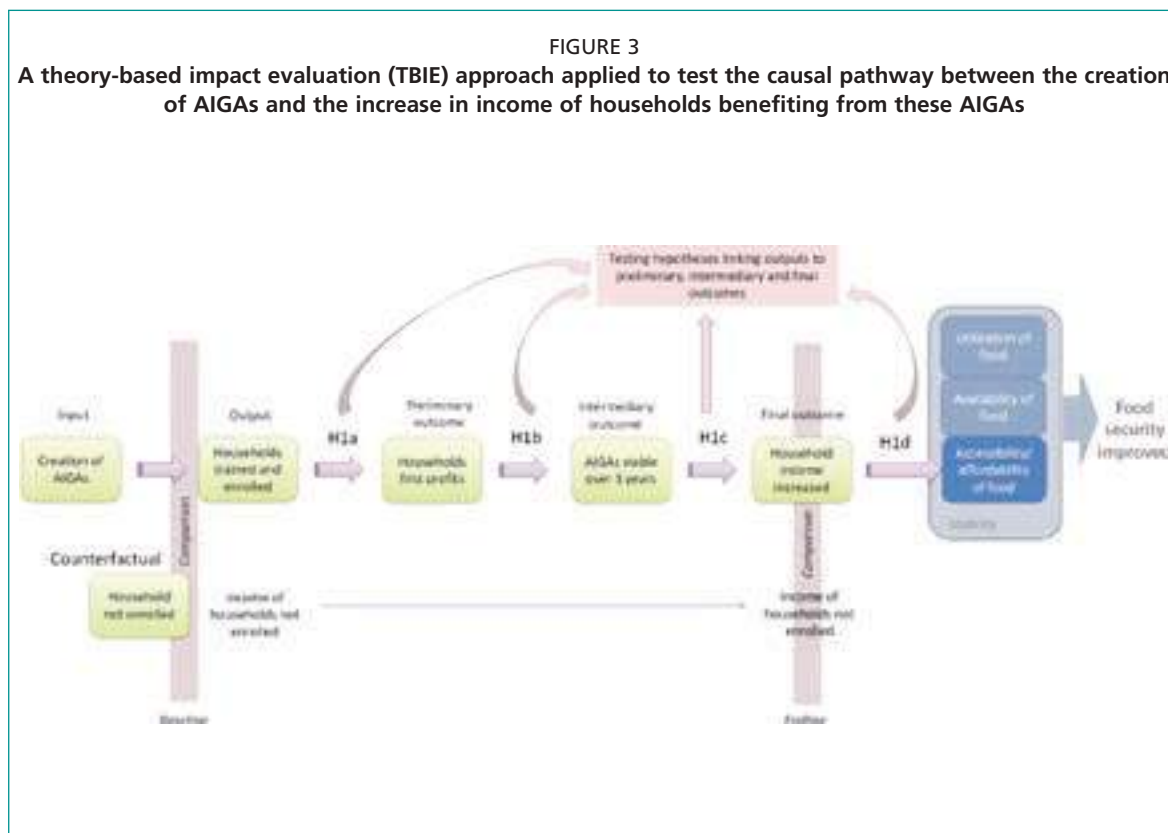 FIGURE 3
A theory-based impact evaluation (TBIE) approach applied to test the causal pathway between the creation
of AIGAs and the increase in income of households benefiting from these AIGAs
Testing hypotheses linking outputs to
preliminary, intermediary and final
outcomes
Input
Creation of
AIGAs
Comparison
Output
Households
trained and
enrolled
H1a
Preliminary
outcome
Households
first profits
H1b
Intermediary
outcome
AIGAs viable
over 3 years
H1c
Final outcome
Household
income
increased
H1d
Utilization of
food
Availability of
food
Accessibility/
affordability
of food
Stability
Food
security
improves
Counterfactual
Household
not enrolled
Income of
households not
enrolled
Comparison
Income of
households not
enrolled
Baseline
Endline